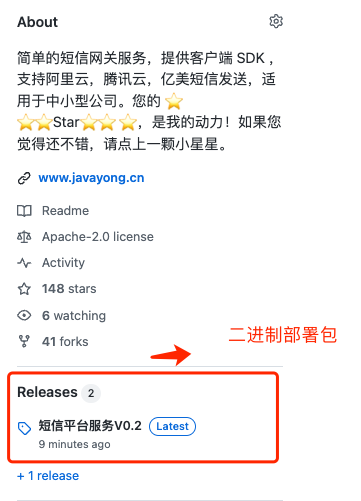 About
简单的短信网关服务，提供客户端 SDK ，
支持阿里云，腾讯云，亿美短信发送，适
用于中小型公司。您的 ⭐
⭐⭐Star⭐⭐⭐，是我的动力！如果您
觉得还不错，请点上一颗小星星。
www.javayong.cn
Readme
Apache-2.0 license
Activity
148 stars
6 watching
41 forks
二进制部署包
Releases 2
短信平台服务V0.2 Latest
9 minutes ago
+ 1 release